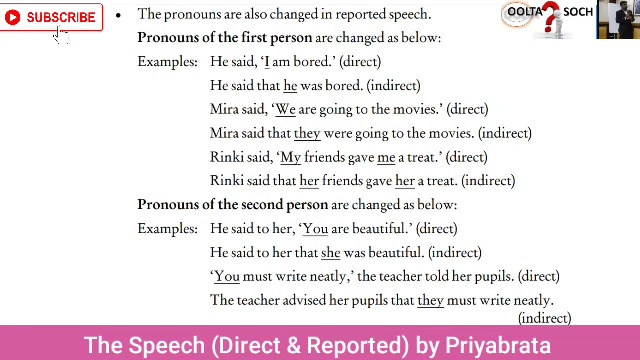 SUBSCRIBE
OOLTA ? SOCH
• The pronouns are also changed in reported speech.
Pronouns of the first person are changed as below:
Examples: He said, ‘I am bored.’ (direct)
He said that he was bored. (indirect)
Mira said, ‘We are going to the movies.’ (direct)
Mira said that they were going to the movies. (indirect)
Rinki said, ‘My friends gave me a treat.’ (direct)
Rinki said that her friends gave her a treat. (indirect)
Pronouns of the second person are changed as below:
Examples: He said to her, ‘You are beautiful.’ (direct)
He said to her that she was beautiful. (indirect)
‘You must write neatly,’ the teacher told her pupils. (direct)
The teacher advised her pupils that they must write neatly.
(indirect)
The Speech (Direct & Reported) by Priyabrata